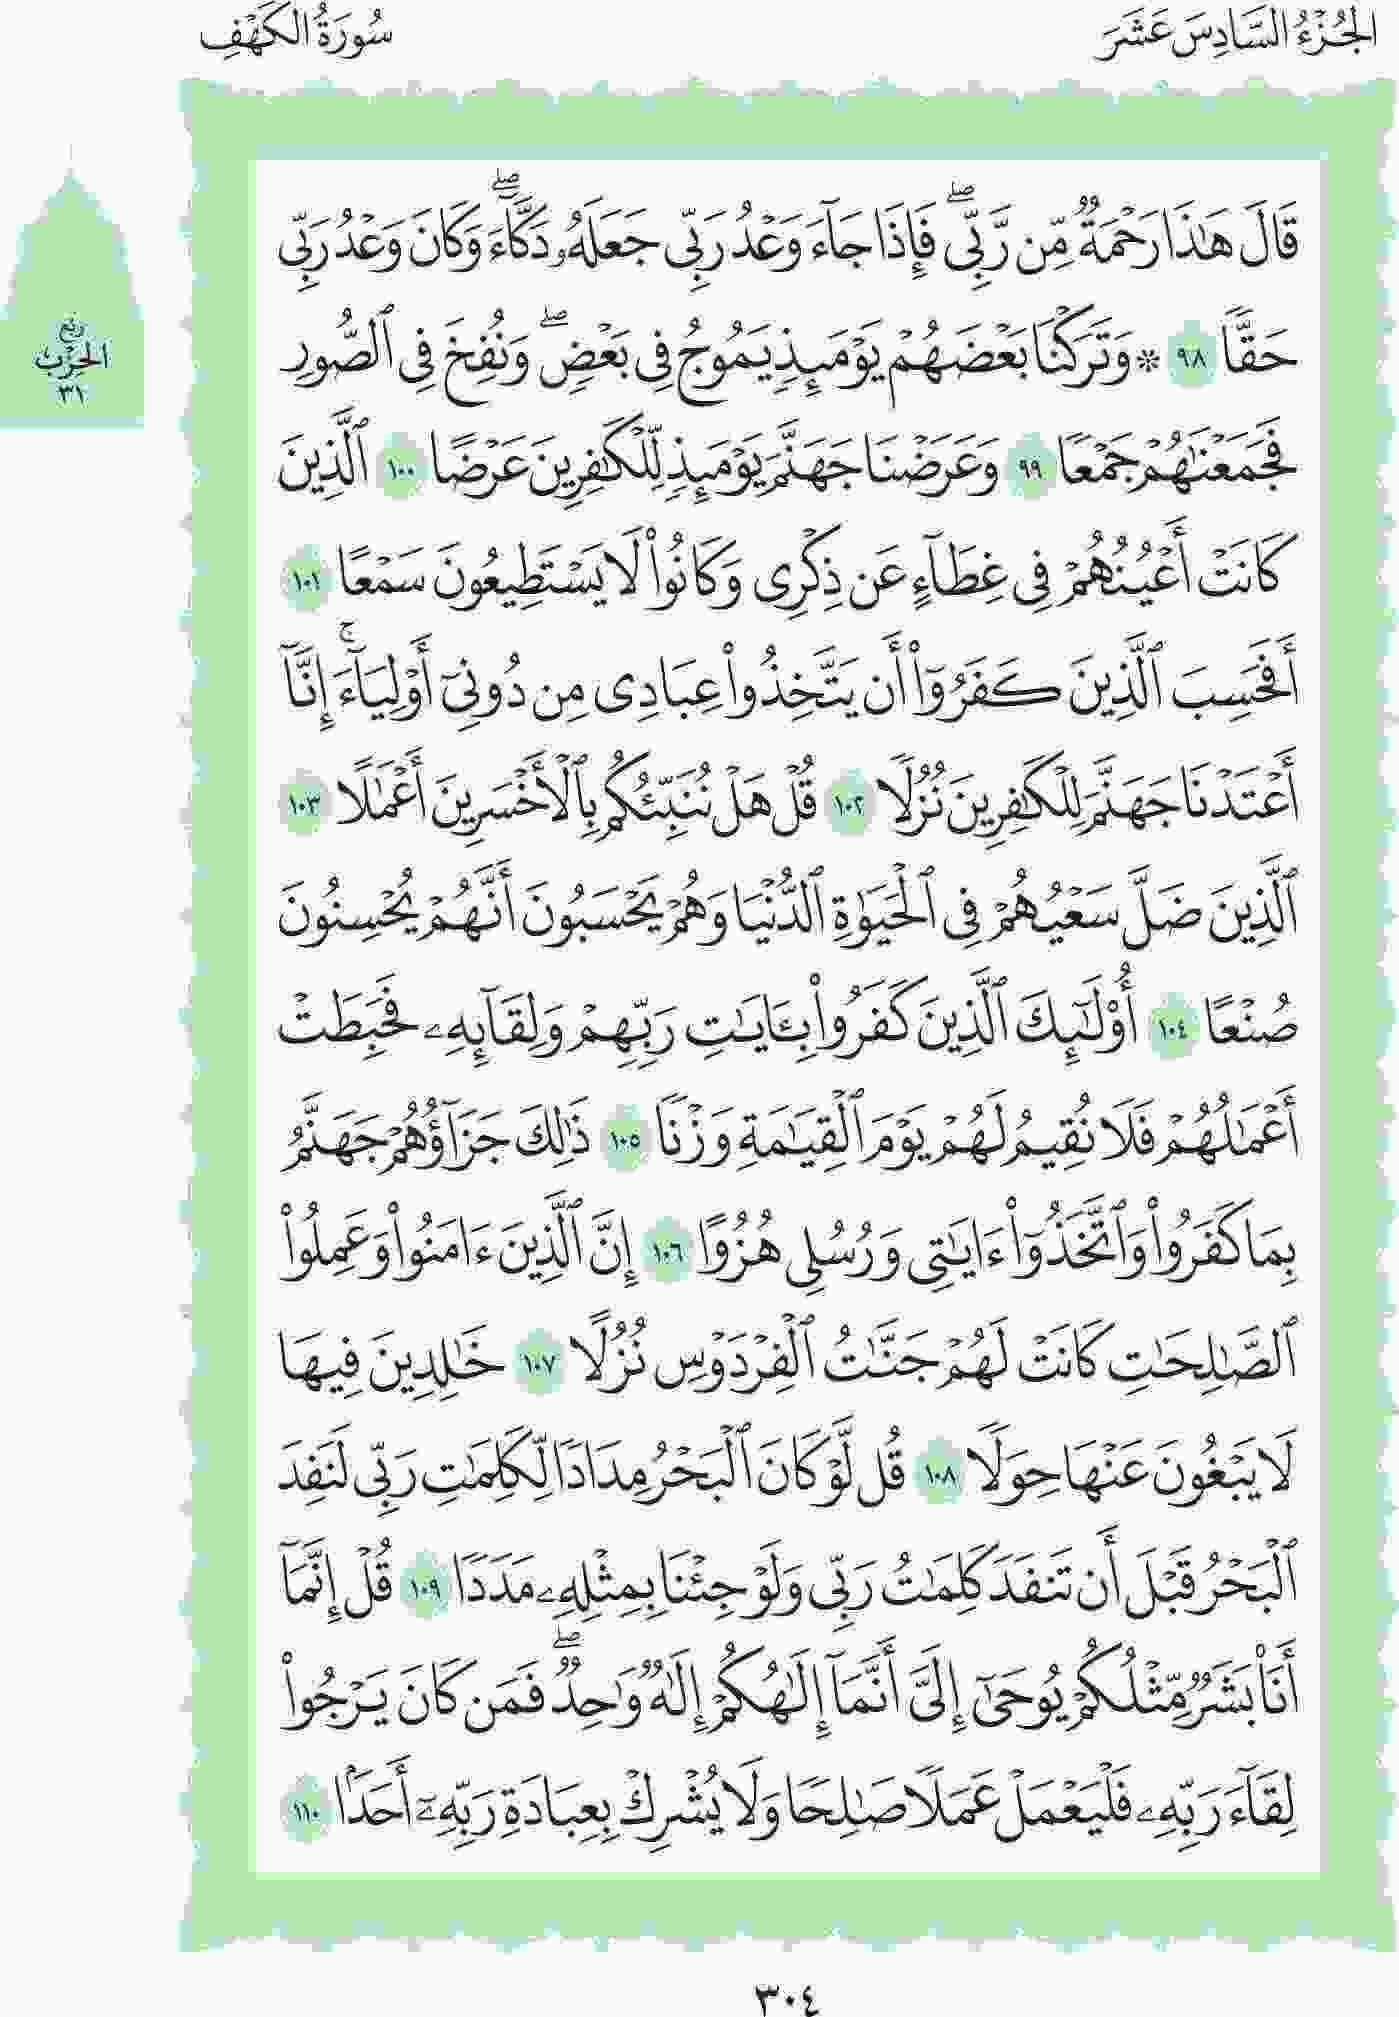 الجُزْءُ السَّادِسَ عَشَرَ
سُورَةُ الكَهْفِ
قَالَ هَٰذَا رَحْمَةٌ مِّن رَّبِّي ۖ فَإِذَا جَآءَ وَعْدُ رَبِّي جَعَلَهُۥ دَكَّآءَ ۖ وَكَانَ وَعْدُ رَبِّي
حَقًّا ٩٨ ۞ وَتَرَكْنَا بَعْضَهُمْ يَوْمَئِذٍ يَمُوجُ فِي بَعْضٍ ۖ وَنُفِخَ فِي ٱلصُّورِ
فَجَمَعْنَٰهُمْ جَمْعًا ٩٩ وَعَرَضْنَا جَهَنَّمَ يَوْمَئِذٍ لِّلْكَٰفِرِينَ عَرْضًا ١٠٠ ٱلَّذِينَ
كَانَتْ أَعْيُنُهُمْ فِي غِطَآءٍ عَن ذِكْرِي وَكَانُوا۟ لَا يَسْتَطِيعُونَ سَمْعًا ١٠١
أَفَحَسِبَ ٱلَّذِينَ كَفَرُوٓا۟ أَن يَتَّخِذُوا۟ عِبَادِي مِن دُونِيٓ أَوْلِيَآءَ ۚ إِنَّآ
أَعْتَدْنَا جَهَنَّمَ لِلْكَٰفِرِينَ نُزُلًا ١٠٢ قُلْ هَلْ نُنَبِّئُكُم بِٱلْأَخْسَرِينَ أَعْمَٰلًا ١٠٣
ٱلَّذِينَ ضَلَّ سَعْيُهُمْ فِي ٱلْحَيَوٰةِ ٱلدُّنْيَا وَهُمْ يَحْسَبُونَ أَنَّهُمْ يُحْسِنُونَ
صُنْعًا ١٠٤ أُو۟لَٰٓئِكَ ٱلَّذِينَ كَفَرُوا۟ بِـَٔايَٰتِ رَبِّهِمْ وَلِقَآئِهِۦ فَحَبِطَتْ
أَعْمَٰلُهُمْ فَلَا نُقِيمُ لَهُمْ يَوْمَ ٱلْقِيَٰمَةِ وَزْنًا ١٠٥ ذَٰلِكَ جَزَآؤُهُمْ جَهَنَّمُ
بِمَا كَفَرُوا۟ وَٱتَّخَذُوٓا۟ ءَايَٰتِي وَرُسُلِي هُزُوًا ١٠٦ إِنَّ ٱلَّذِينَ ءَامَنُوا۟ وَعَمِلُوا۟
ٱلصَّٰلِحَٰتِ كَانَتْ لَهُمْ جَنَّٰتُ ٱلْفِرْدَوْسِ نُزُلًا ١٠٧ خَٰلِدِينَ فِيهَا
لَا يَبْغُونَ عَنْهَا حِوَلًا ١٠٨ قُل لَّوْ كَانَ ٱلْبَحْرُ مِدَادًا لِّكَلِمَٰتِ رَبِّي لَنَفِدَ
ٱلْبَحْرُ قَبْلَ أَن تَنفَدَ كَلِمَٰتُ رَبِّي وَلَوْ جِئْنَا بِمِثْلِهِۦ مَدَدًا ١٠٩ قُلْ إِنَّمَآ
أَنَا۠ بَشَرٌ مِّثْلُكُمْ يُوحَىٰٓ إِلَيَّ أَنَّمَآ إِلَٰهُكُمْ إِلَٰهٌ وَٰحِدٌ ۖ فَمَن كَانَ يَرْجُوا۟
لِقَآءَ رَبِّهِۦ فَلْيَعْمَلْ عَمَلًا صَٰلِحًا وَلَا يُشْرِكْ بِعِبَادَةِ رَبِّهِۦٓ أَحَدًۢا ١١٠
رُبْع
الحِزْب
٣١
٣٠٤